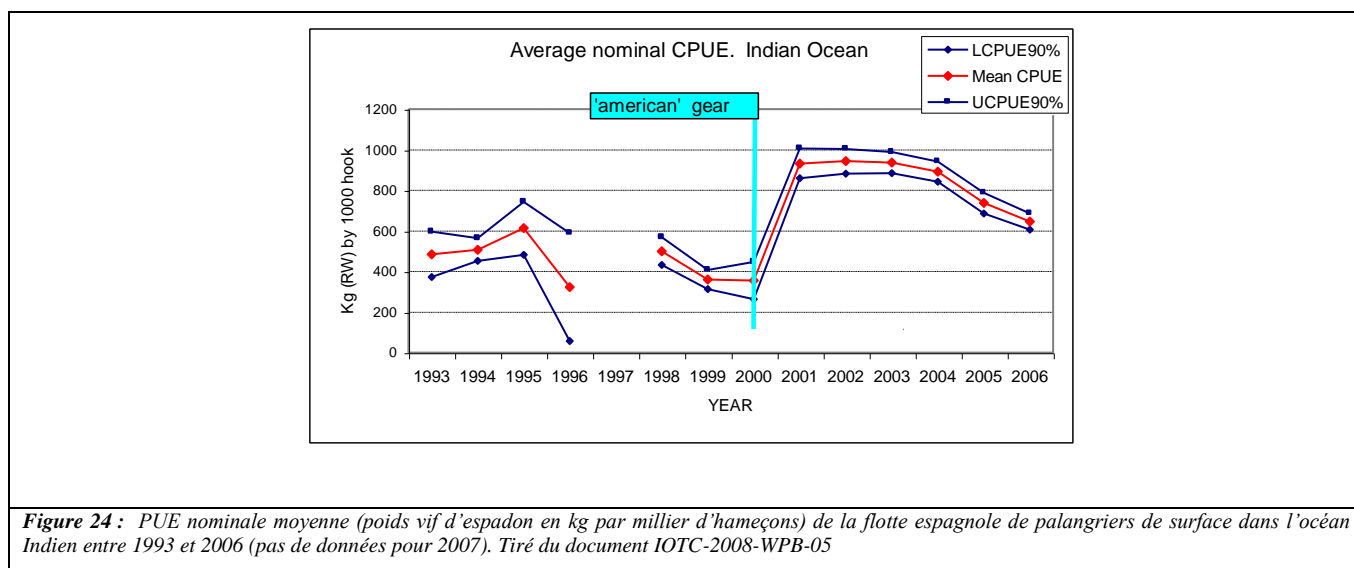 Average nominal CPUE. Indian Ocean
LCPUE90%
Mean CPUE
UCPUE90%
'american' gear
1200
1000
800
600
400
200
0
Kg (RW) by 1000 hook
1993 1994 1995 1996 1997 1998 1999 2000 2001 2002 2003 2004 2005 2006
YEAR
Figure 24 : PUE nominale moyenne (poids vif d'espadon en kg par millier d'hameçons) de la flotte espagnole de palangriers de surface dans l'océan
Indien entre 1993 et 2006 (pas de données pour 2007). Tiré du document IOTC-2008-WPB-05